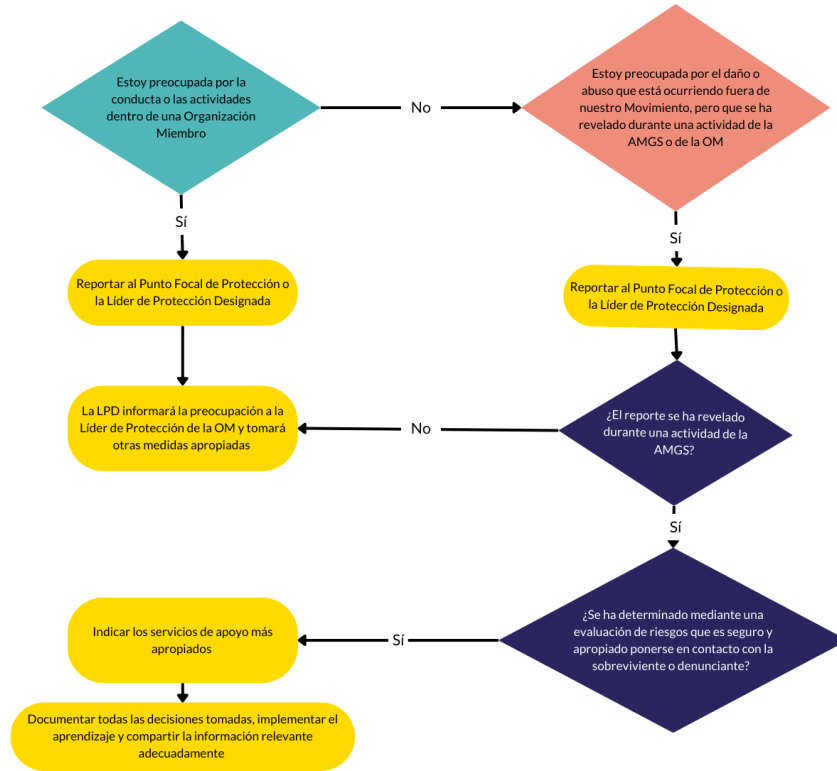 Estoy preocupada por la
conducta o las actividades
dentro de una Organización
Miembro
No
Estoy preocupada por el daño o
abuso que está ocurriendo fuera de
nuestro Movimiento, pero que se ha
revelado durante una actividad de la
AMGS o de la OM
Sí
Sí
Reportar al Punto Focal de Protección o
la Líder de Protección Designada
Reportar al Punto Focal de Protección o
la Líder de Protección Designada
La LPD informará la preocupación a la
Líder de Protección de la OM y tomará
otras medidas apropiadas
No
¿El reporte se ha revelado
durante una actividad de la
AMGS?
Sí
Indicar los servicios de apoyo más
apropiados
Sí
¿Se ha determinado mediante una
evaluación de riesgos que es seguro y
apropiado ponerse en contacto con la
sobreviviente o denunciante?
Documentar todas las decisiones tomadas, implementar el
aprendizaje y compartir la información relevante
adecuadamente